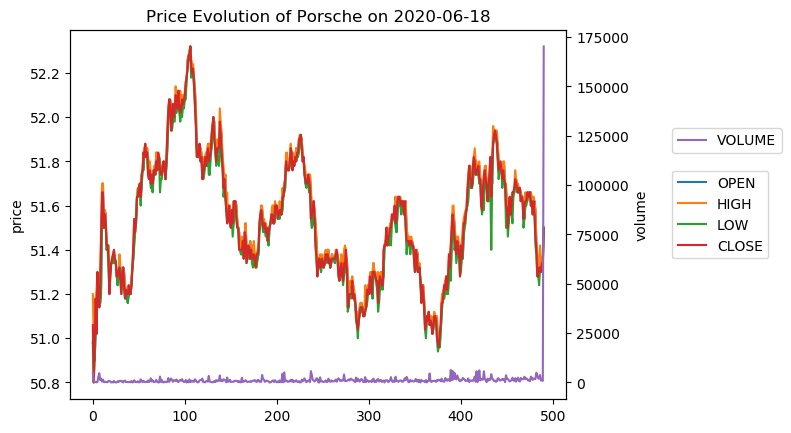 Price Evolution of Porsche on 2020-06-18
price
52.2
52.0
51.8
51.6
51.4
51.2
51.0
50.8
0
100
200
300
400
500
175000
150000
125000
100000
75000
50000
25000
0
volume
VOLUME
OPEN
HIGH
LOW
CLOSE